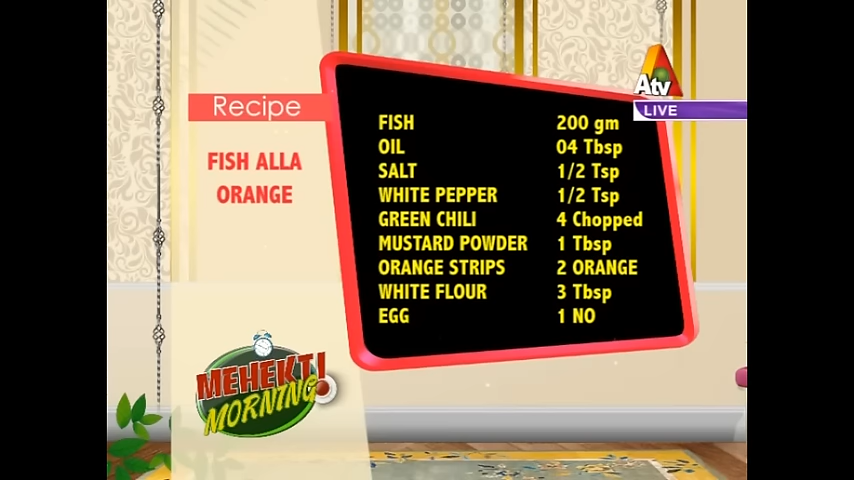 Atv
LIVE
Recipe
FISH ALLA
ORANGE
FISH 200 gm
OIL 04 Tbsp
SALT 1/2 Tsp
WHITE PEPPER 1/2 Tsp
GREEN CHILI 4 Chopped
MUSTARD POWDER 1 Tbsp
ORANGE STRIPS 2 ORANGE
WHITE FLOUR 3 Tbsp
EGG 1 NO
MEHEKTI!
MORNING